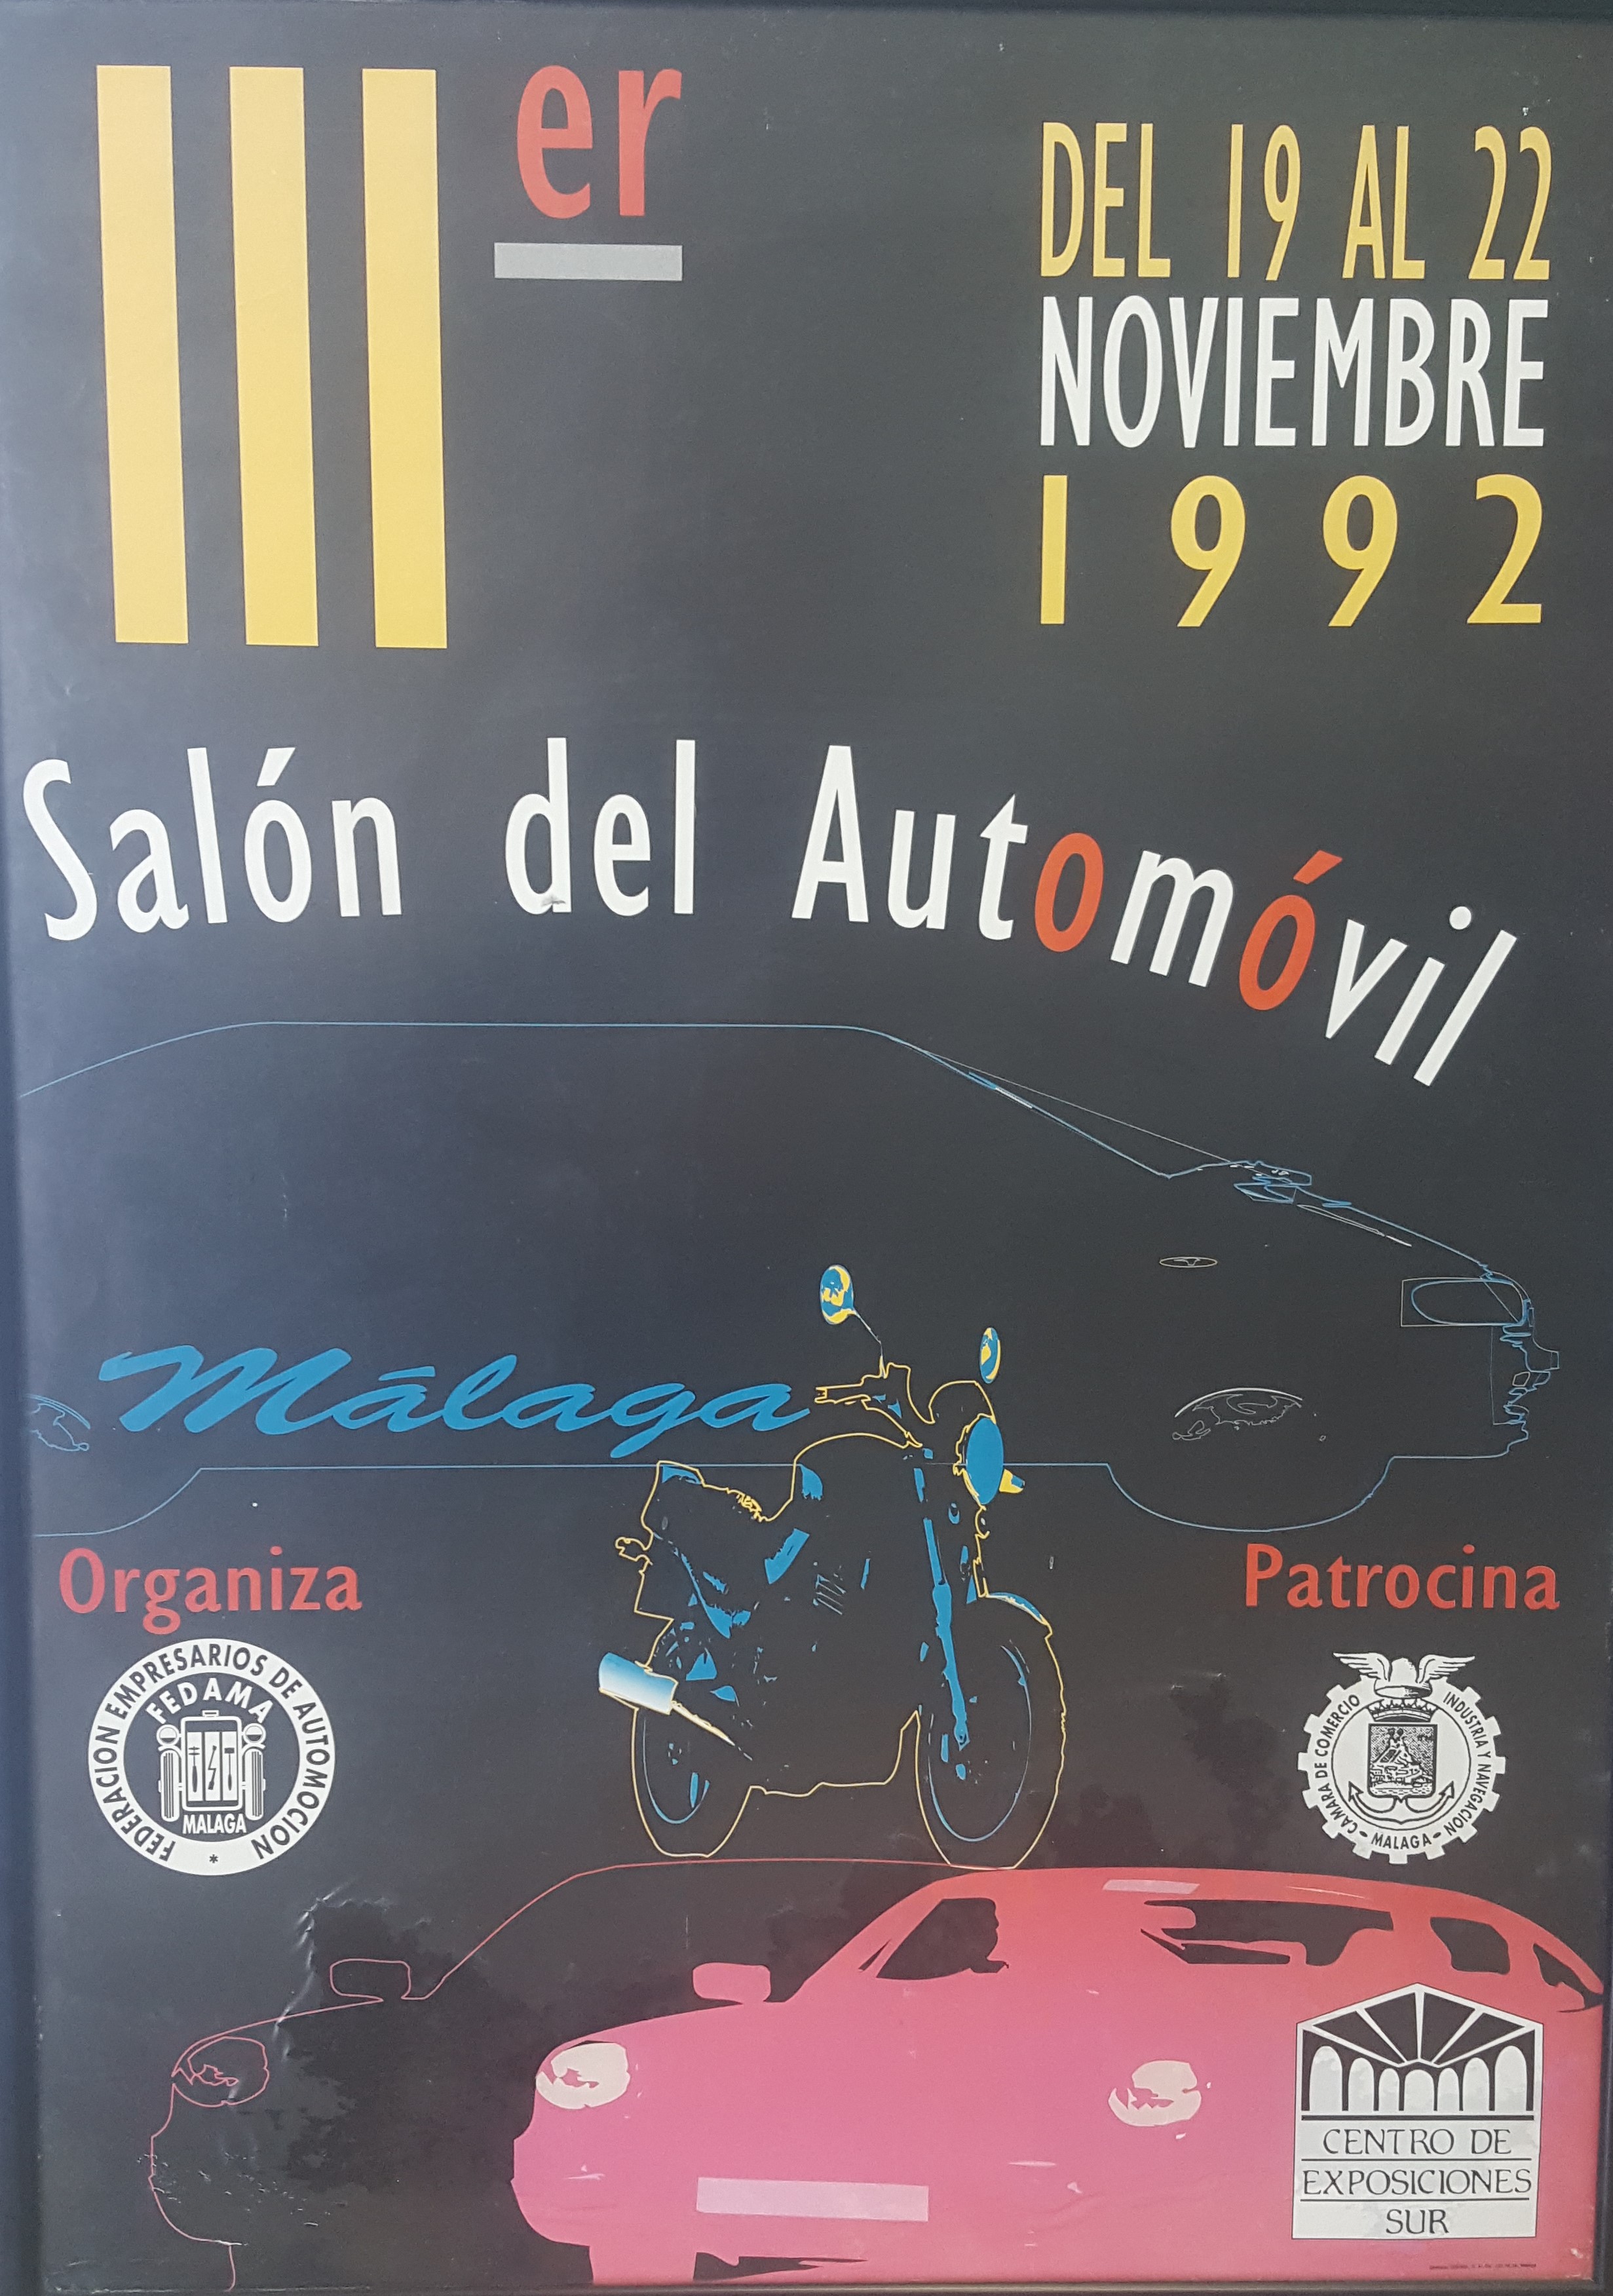 III er
DEL 19 AL 22
NOVIEMBRE
1992
Salón del Automóvil
Málaga
Organiza
Patrocina
FEDERACION EMPRESARIOS DE AUTOMOCION
FEDAMA
MALAGA
CAMARA DE COMERCIO INDUSTRIA Y NAVEGACION
- MALAGA -
CENTRO DE
EXPOSICIONES
SUR